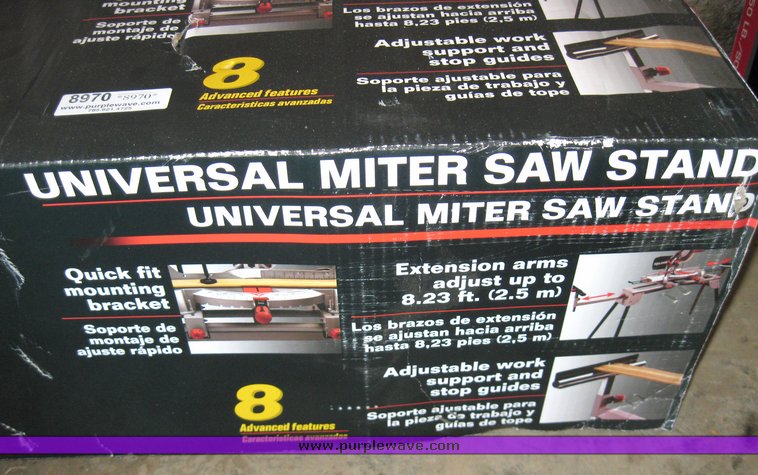 mounting
bracket
Soporte de
montaje de
ajuste rápido
8
Advanced features
Características avanzadas
8970 "8970"
www.purplewave.com
785.621.4725
Los brazos de extensión
se ajustan hacia arriba
hasta 8,23 pies (2,5 m)
Adjustable work
support and
stop guides
Soporte ajustable para
la pieza de trabajo y
guías de tope
50 LB/
UNIVERSAL MITER SAW STAND
UNIVERSAL MITER SAW STAND
Quick fit
mounting
bracket
Soporte de
montaje de
ajuste rápido
Extension arms
adjust up to
8.23 ft. (2.5 m)
Los brazos de extensión
se ajustan hacia arriba
hasta 8,23 pies (2,5 m)
Adjustable work
support and
stop guides
Soporte ajustable para
la pieza de trabajo y
guías de tope
8
Advanced features
Características avanzadas
www.purplewave.com